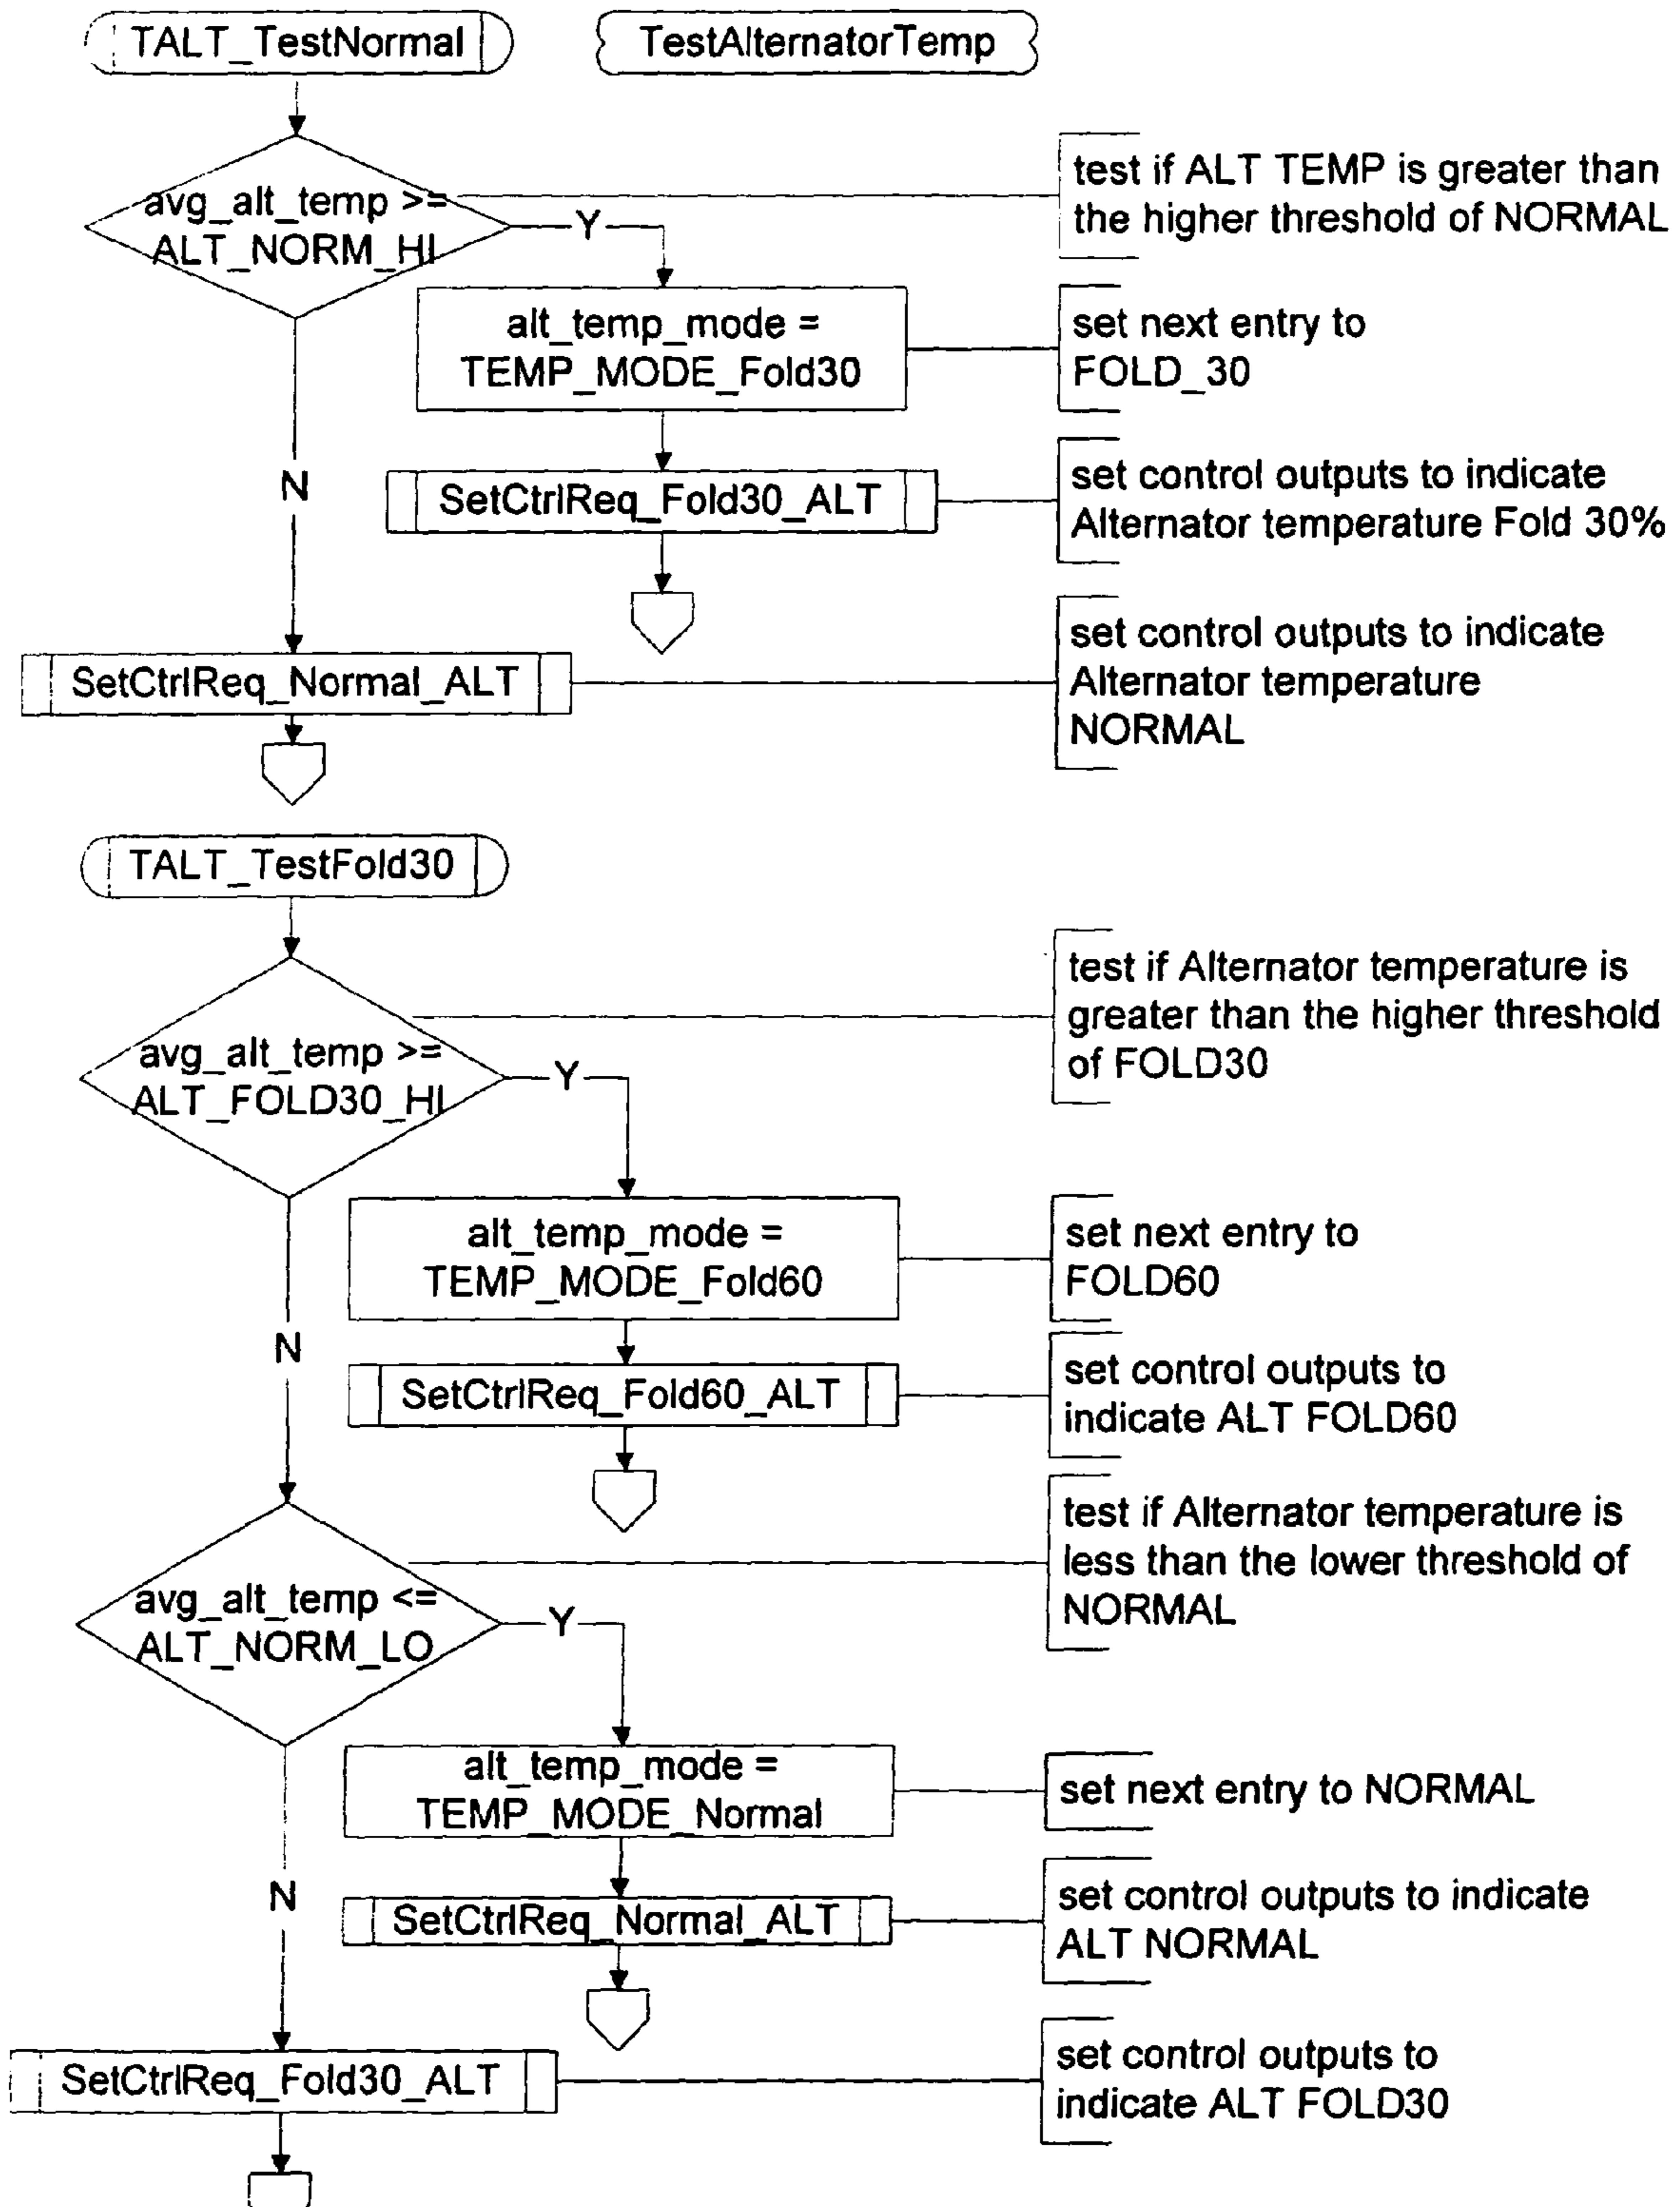 TALT_TestNormal
TestAlternatorTemp
avg_alt_temp >=
ALT_NORM_HI
Y
test if ALT TEMP is greater than
the higher threshold of NORMAL
alt_temp_mode =
TEMP_MODE_Fold30
set next entry to
FOLD_30
N
SetCtrlReq_Fold30_ALT
set control outputs to indicate
Alternator temperature Fold 30%
SetCtrlReq_Normal_ALT
set control outputs to indicate
Alternator temperature
NORMAL
TALT_TestFold30
avg_alt_temp >=
ALT_FOLD30_HI
Y
test if Alternator temperature is
greater than the higher threshold
of FOLD30
alt_temp_mode =
TEMP_MODE_Fold60
set next entry to
FOLD60
N
SetCtrlReq_Fold60_ALT
set control outputs to
indicate ALT FOLD60
avg_alt_temp <=
ALT_NORM_LO
Y
test if Alternator temperature is
less than the lower threshold of
NORMAL
alt_temp_mode =
TEMP_MODE_Normal
set next entry to NORMAL
N
SetCtrlReq_Normal_ALT
set control outputs to indicate
ALT NORMAL
SetCtrlReq_Fold30_ALT
set control outputs to
indicate ALT FOLD30